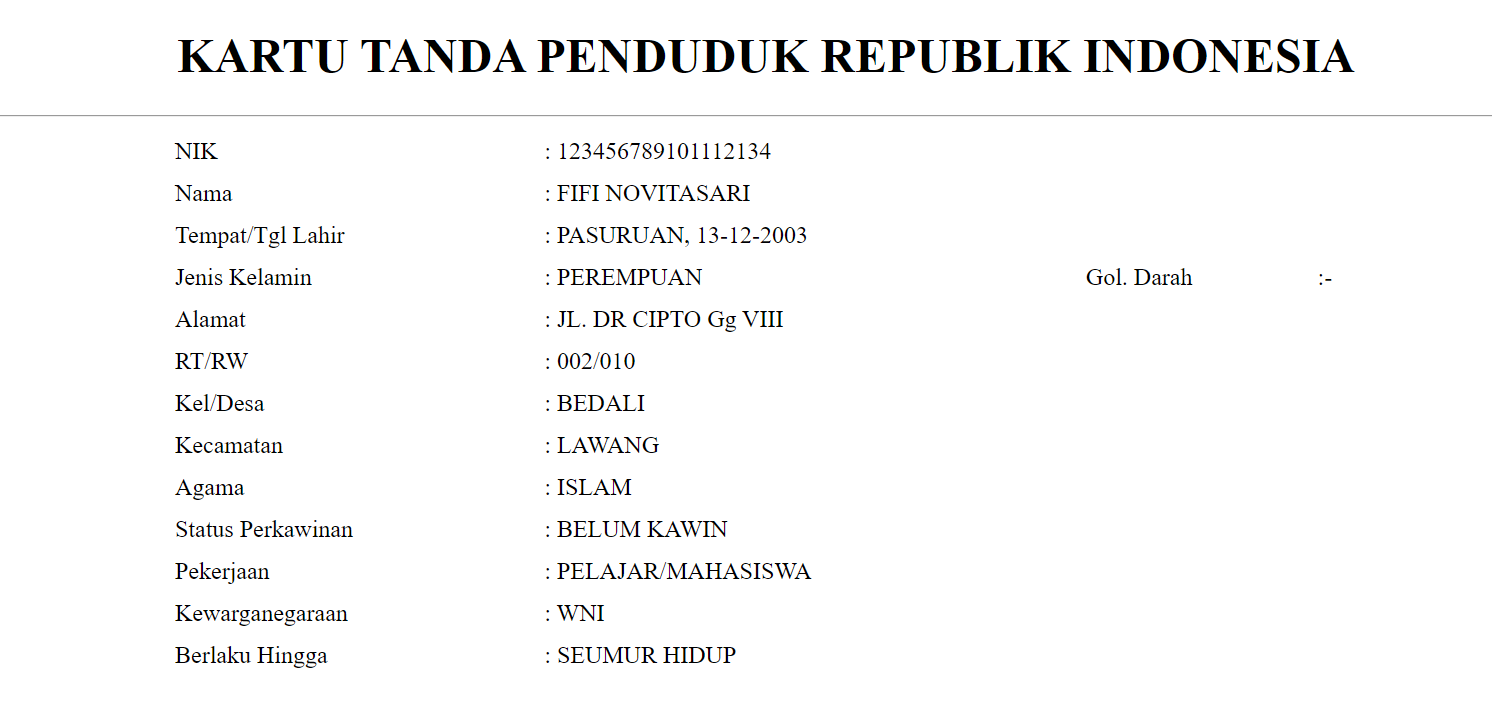 KARTU TANDA PENDUDUK REPUBLIK INDONESIA
NIK : 123456789101112134
Nama : FIFI NOVITASARI
Tempat/Tgl Lahir : PASURUAN, 13-12-2003
Jenis Kelamin : PEREMPUAN Gol. Darah :-
Alamat : JL. DR CIPTO Gg VIII
RT/RW : 002/010
Kel/Desa : BEDALI
Kecamatan : LAWANG
Agama : ISLAM
Status Perkawinan : BELUM KAWIN
Pekerjaan : PELAJAR/MAHASISWA
Kewarganegaraan : WNI
Berlaku Hingga : SEUMUR HIDUP